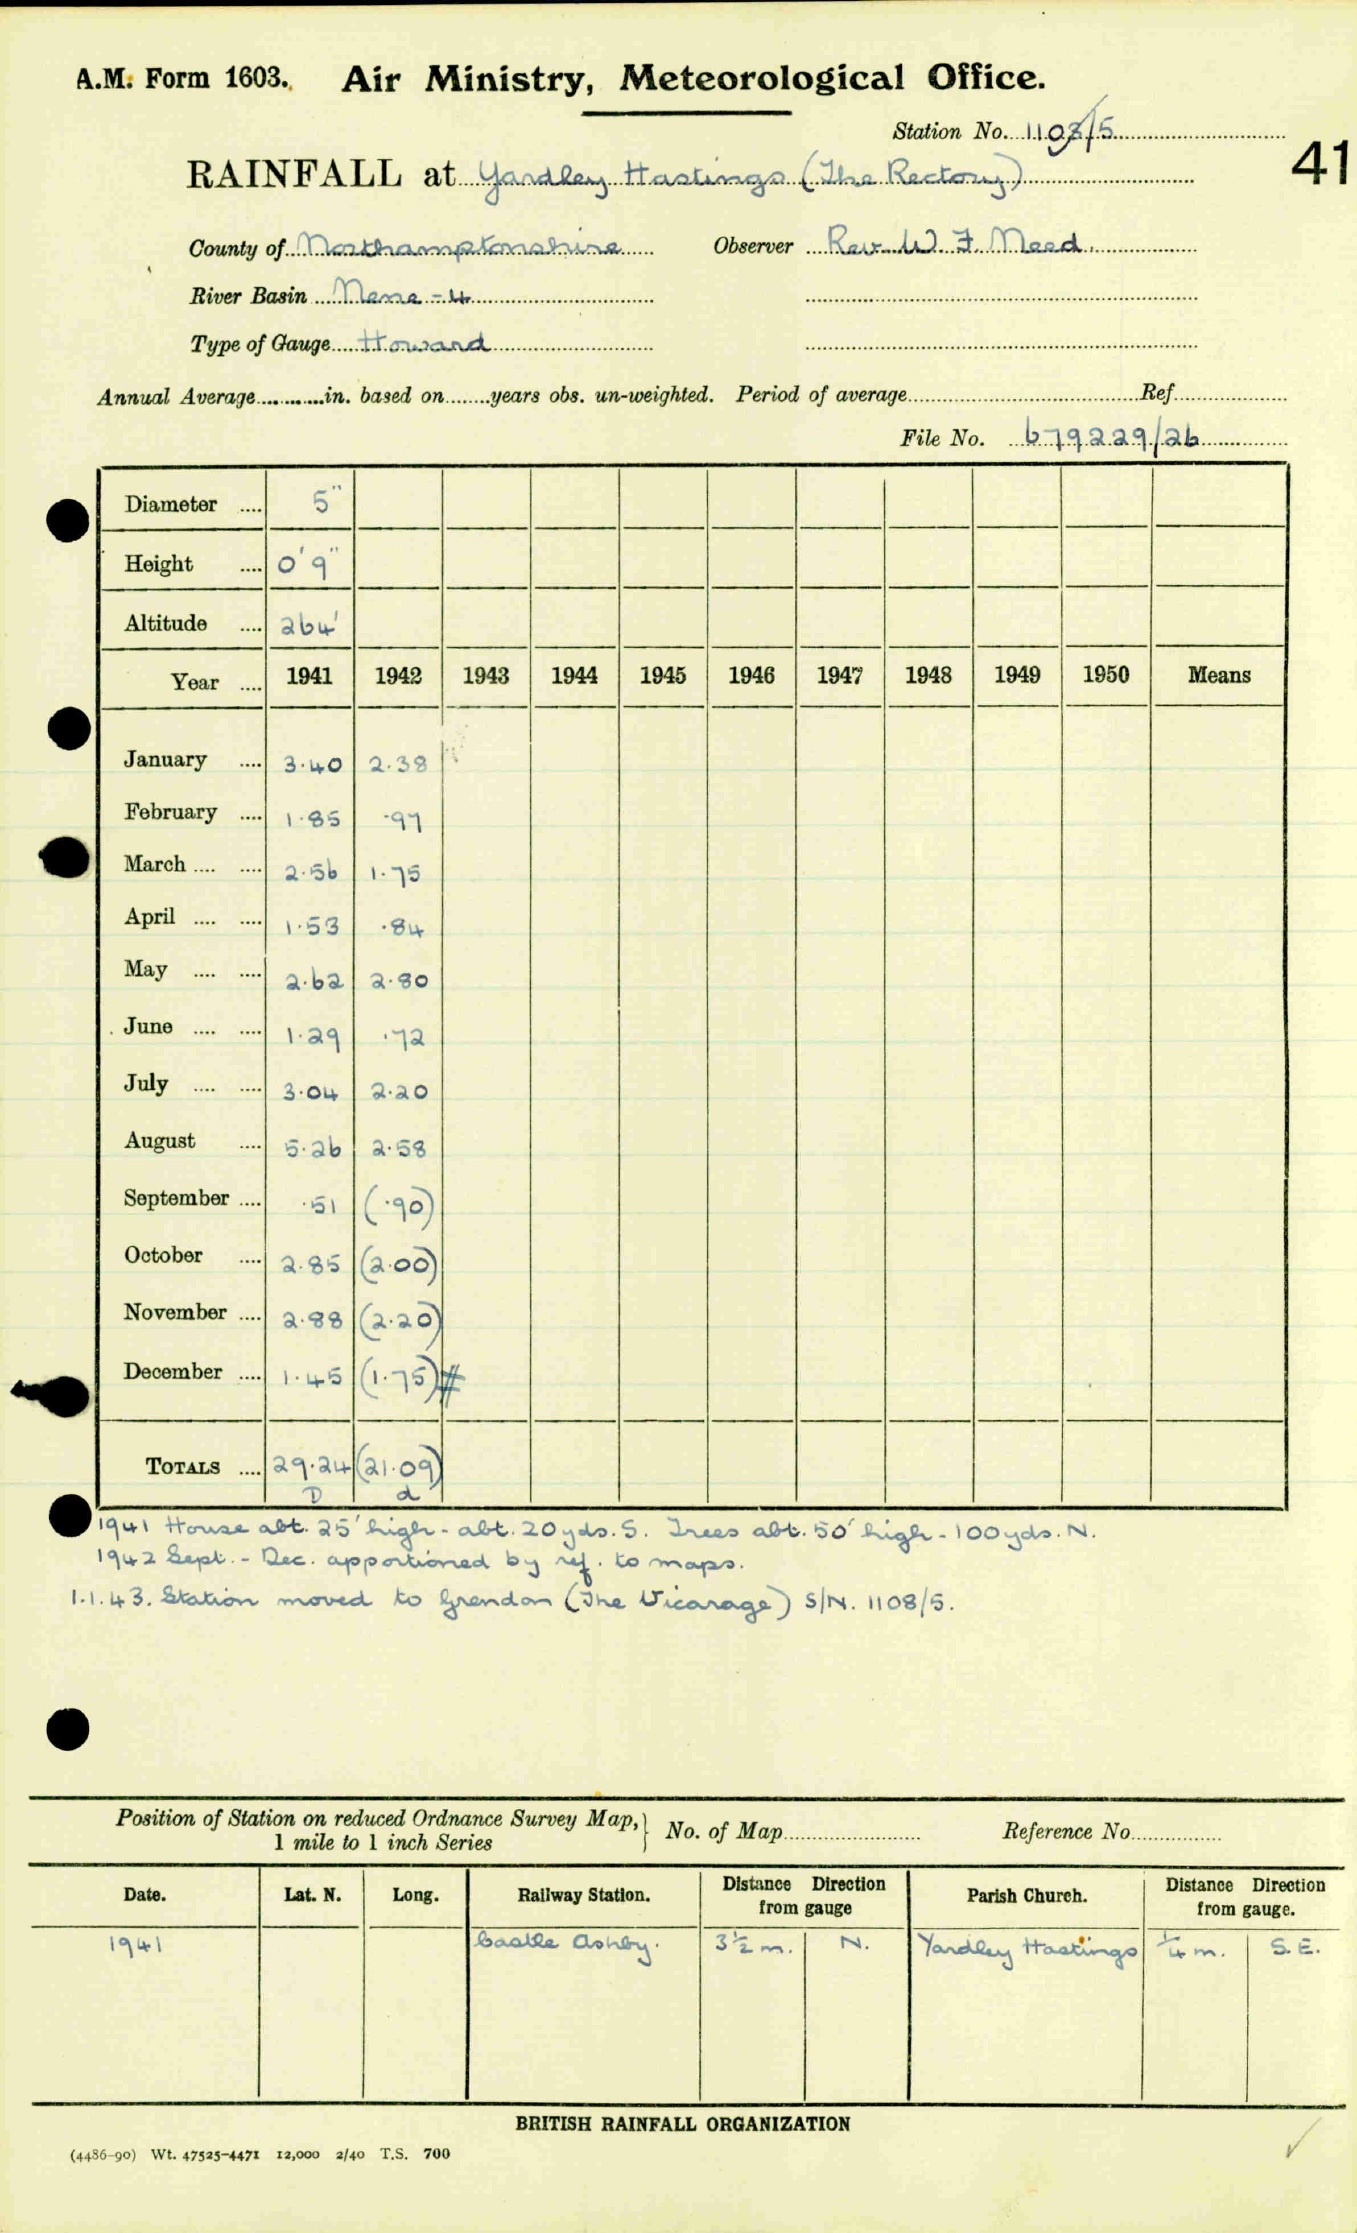 A.M. Form 1603. Air Ministry, Meteorological Office.
Station No. 1108/5
41
RAINFALL at Yardley Hastings (The Rectory)
County of Northamptonshire Observer Rev. W. F. Mead.
River Basin Nene - 4
Type of Gauge Howard
Annual Average in. based on years obs. un-weighted. Period of average Ref
File No. 679229/26
Diameter 5"
Height 0' 9"
Altitude 264'
Year 1941 1942 1943 1944 1945 1946 1947 1948 1949 1950 Means
January 3.40 2.38
February 1.85 .97
March 2.56 1.75
April 1.53 .84
May 2.62 2.80
June 1.29 .72
July 3.04 2.20
August 5.26 2.58
September .51 (.90)
October 2.85 (2.00)
November 2.88 (2.20)
December 1.45 (1.75) #
TOTALS 29.24 (21.09)
D d
1941 House abt. 25' high - abt. 20 yds. S. Trees abt. 50' high - 100 yds. N.
1942 Sept. - Dec. apportioned by ref. to maps.
1.1.43. Station moved to Grendon (The Vicarage) S/N. 1108/5.
Position of Station on reduced Ordnance Survey Map, } No. of Map Reference No.
1 mile to 1 inch Series
Date. Lat. N. Long. Railway Station. Distance Direction from gauge Parish Church. Distance Direction from gauge.
1941 Castle Ashby. 3½ m. N. Yardley Hastings ¼ m. S.E.
BRITISH RAINFALL ORGANIZATION
(4486-90) Wt. 47525-4471 12,000 2/40 T.S. 700